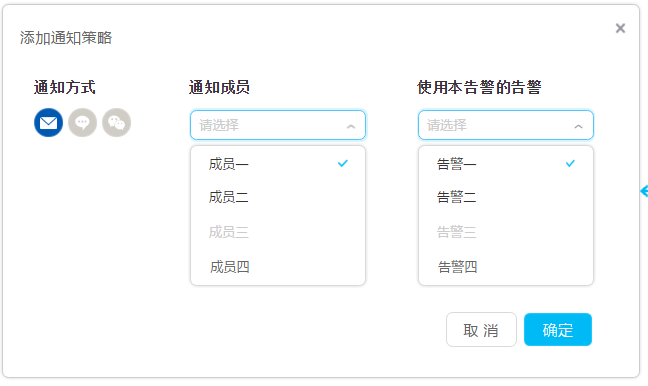 添加通知策略
通知方式
通知成员
使用本告警的告警
请选择
请选择
成员一
告警一
成员二
告警二
成员三
告警三
成员四
告警四
取 消
确定